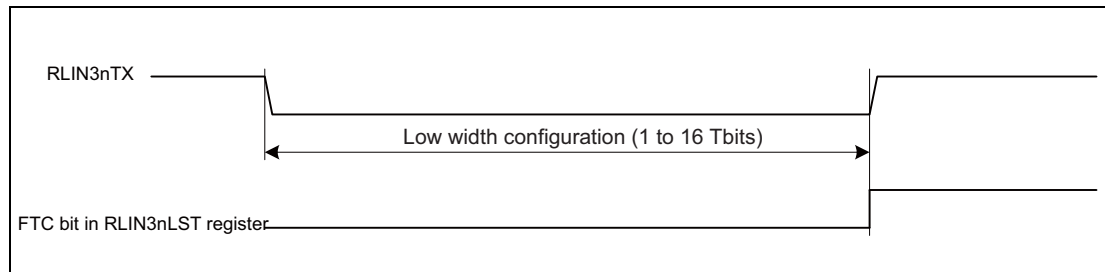 RLIN3nTX
Low width configuration (1 to 16 Tbits)
FTC bit in RLIN3nLST register